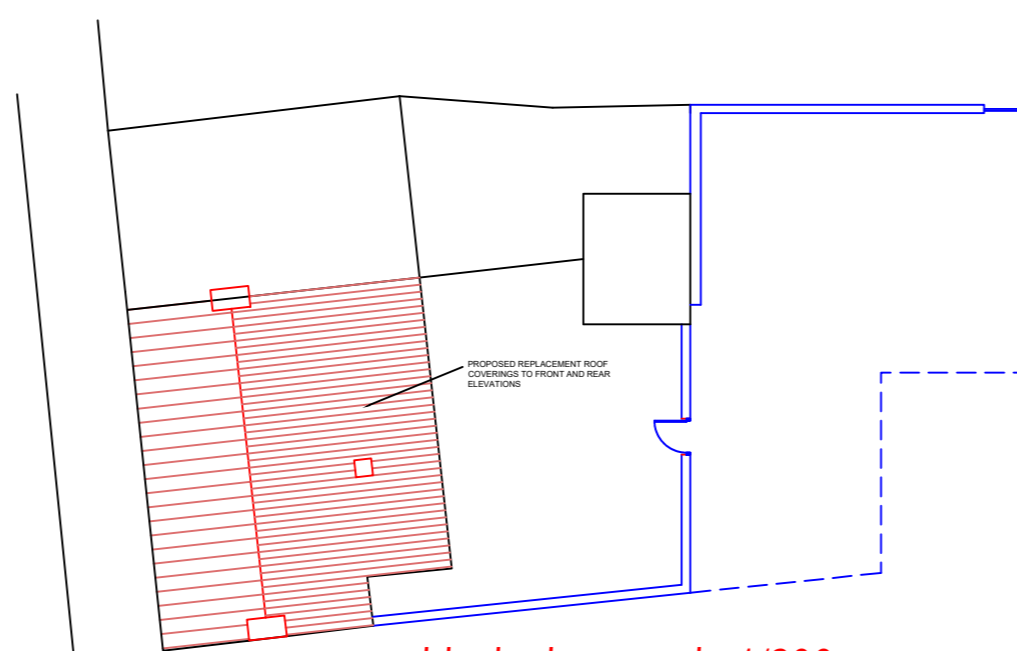 PROPOSED REPLACEMENT ROOF
COVERINGS TO FRONT AND REAR
ELEVATIONS